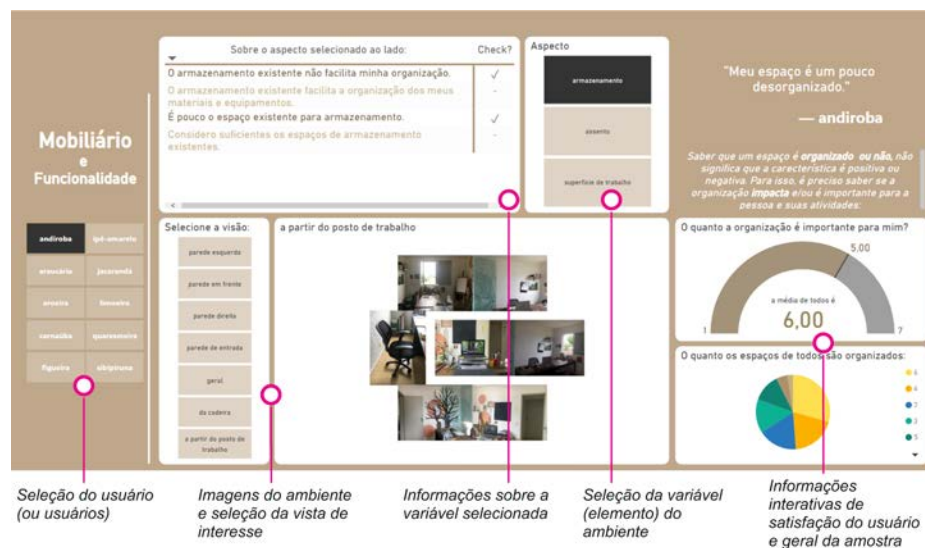 Mobiliário
e
Funcionalidade
andiroba
ipê-amarelo
araucária
jacarandá
aroeira
carnaúba
quaresmeira
figueira
sibipiruna
Sobre o aspecto selecionado ao lado:
Check?
O armazenamento existente não facilita minha organização.
✓
O armazenamento existente facilita a organização dos meus
materiais e equipamentos.
-
É pouco o espaço existente para armazenamento.
✓
Considero suficientes os espaços de armazenamento
existentes.
-
Aspecto
armazenamento
assento
superfície de trabalho
"Meu espaço é um pouco
desorganizado."
— andiroba
Saber que um espaço é organizado ou não, não
significa que a carecterística é positiva ou
negativa. Para isso, é preciso saber se a
organização impacta e/ou é importante para a
pessoa e suas atividades:
Selecione a visão:
parede esquerda
parede em frente
parede direita
parede de entrada
geral
da cadeira
a partir do posto de
trabalho
a partir do posto de trabalho
O quanto a organização é importante para mim?
5,00
a média de todos é
6,00
1
7
O quanto os espaços de todos são organizados:
6
4
7
3
5
Seleção do usuário
(ou usuários)
Imagens do ambiente
e seleção da vista de
interesse
Informações sobre a
variável selecionada
Seleção da variável
(elemento) do
ambiente
Informações
interativas de
satisfação do usuário
e geral da amostra